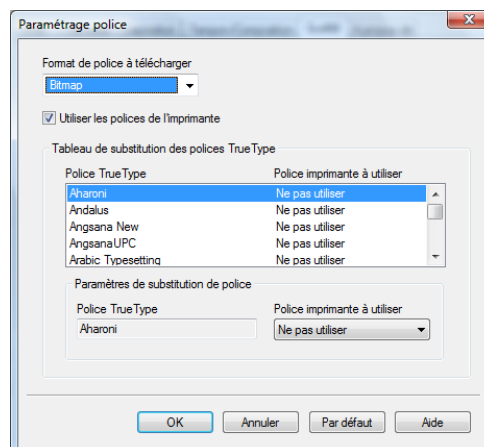 Paramétrage police
Format de police à télécharger
Bitmap
Utiliser les polices de l'imprimante
Tableau de substitution des polices TrueType
Police TrueType Police imprimante à utiliser
Aharoni Ne pas utiliser
Andalus Ne pas utiliser
Angsana New Ne pas utiliser
AngsanaUPC Ne pas utiliser
Arabic Typesetting Ne pas utiliser
Paramètres de substitution de police
Police TrueType Police imprimante à utiliser
Aharoni Ne pas utiliser
OK Annuler Par défaut Aide